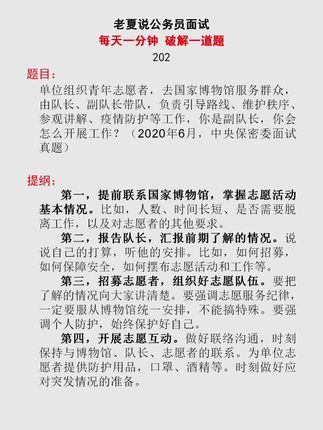 老夏说公务员面试
每天一分钟 破解一道题
202
题目：
单位组织青年志愿者，去国家博物馆服务群众，
由队长、副队长带队，负责引导路线、维护秩序、
参观讲解、疫情防护等工作，你是副队长，你会
怎么开展工作？（2020年6月，中央保密委面试
真题）
提纲：
第一，提前联系国家博物馆，掌握志愿活动
基本情况。比如，人数、时间长短、是否需要脱
离工作，以及对志愿者的其他要求。
第二，报告队长，汇报前期了解的情况。说
说自己的打算，听他的安排。比如，如何招募，
如何保障安全，如何摆布志愿活动和工作等。
第三，招募志愿者，组织好志愿队伍。要把
了解的情况向大家讲清楚。要强调志愿服务纪律，
一定要服从博物馆统一安排，不能搞特殊。要强
调个人防护，始终保护好自己。
第四，开展志愿互动。做好联络沟通，时刻
保持与博物馆、队长、志愿者的联系。为单位志愿
者提供防护用品，口罩、酒精等。时刻做好应
对突发情况的准备。